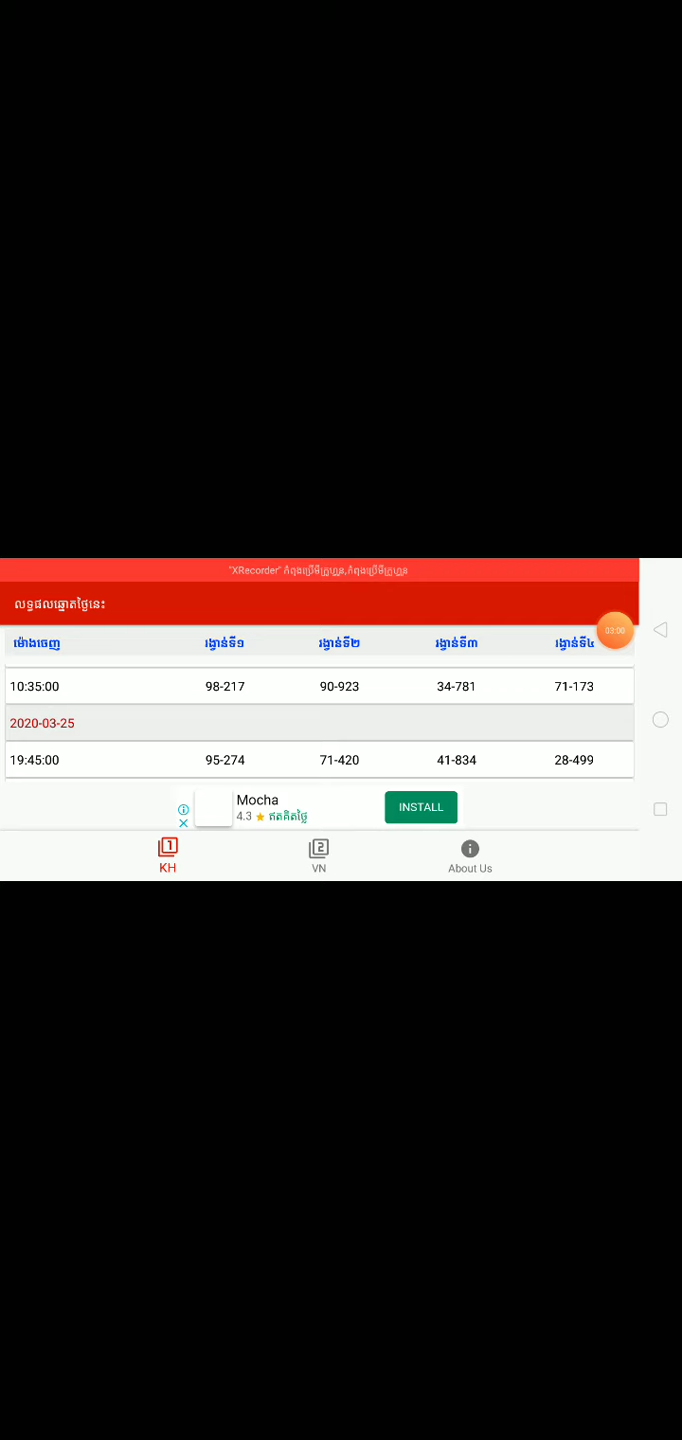 "XRecorder" កំពុងប្រើមីក្រូហ្វូន,កំពុងប្រើមីក្រូហ្វូន
លទ្ធផលឆ្នោតថ្ងៃនេះ
ម៉ោងចេញ រង្វាន់ទី១ រង្វាន់ទី២ រង្វាន់ទី៣ រង្វាន់ទី៤
03:00
10:35:00 98-217 90-923 34-781 71-173
2020-03-25
19:45:00 95-274 71-420 41-834 28-499
Mocha
4.3 ★ ឥតគិតថ្លៃ
INSTALL
KH VN About Us